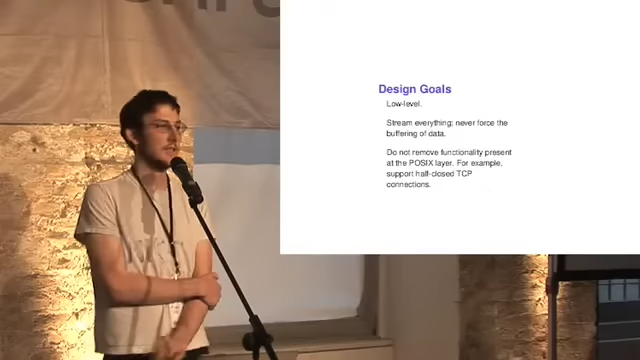 Design Goals
Low-level.
Stream everything; never force the
buffering of data.
Do not remove functionality present
at the POSIX layer. For example,
support half-closed TCP
connections.